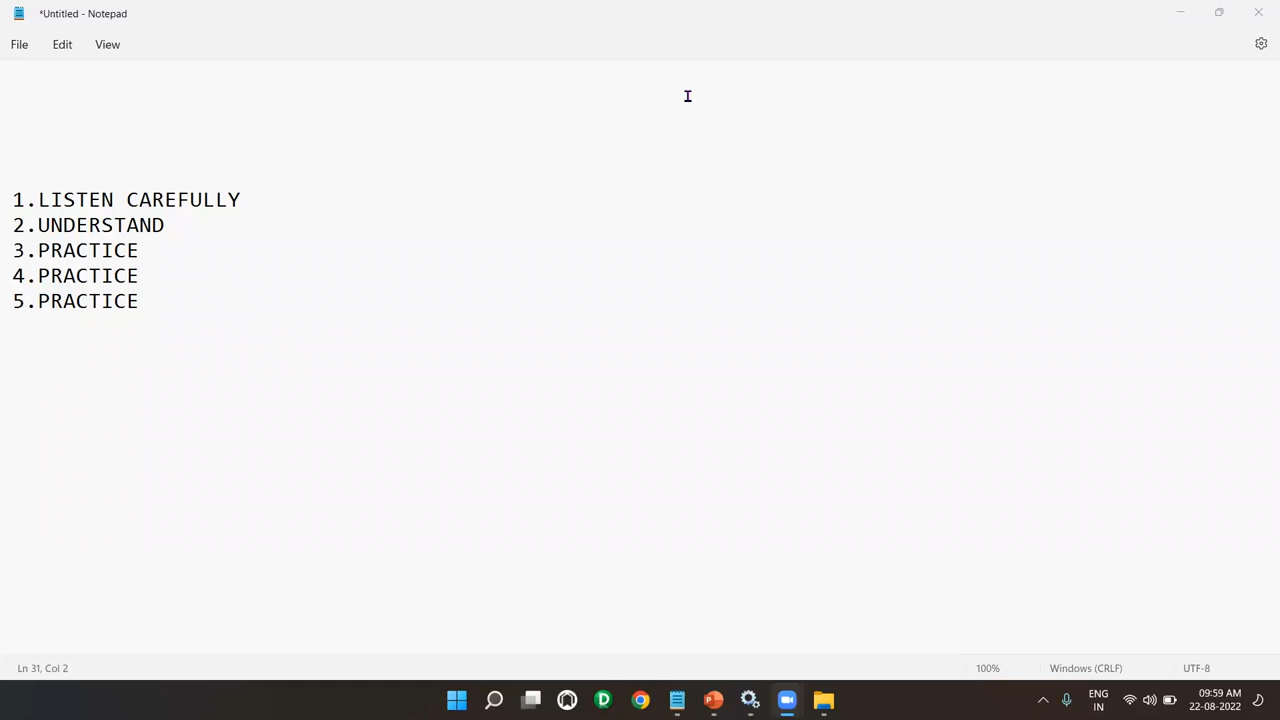 *Untitled - Notepad
File Edit View
1.LISTEN CAREFULLY
2.UNDERSTAND
3.PRACTICE
4.PRACTICE
5.PRACTICE
Ln 31, Col 2 100% Windows (CRLF) UTF-8
ENG 09:59 AM
IN 22-08-2022